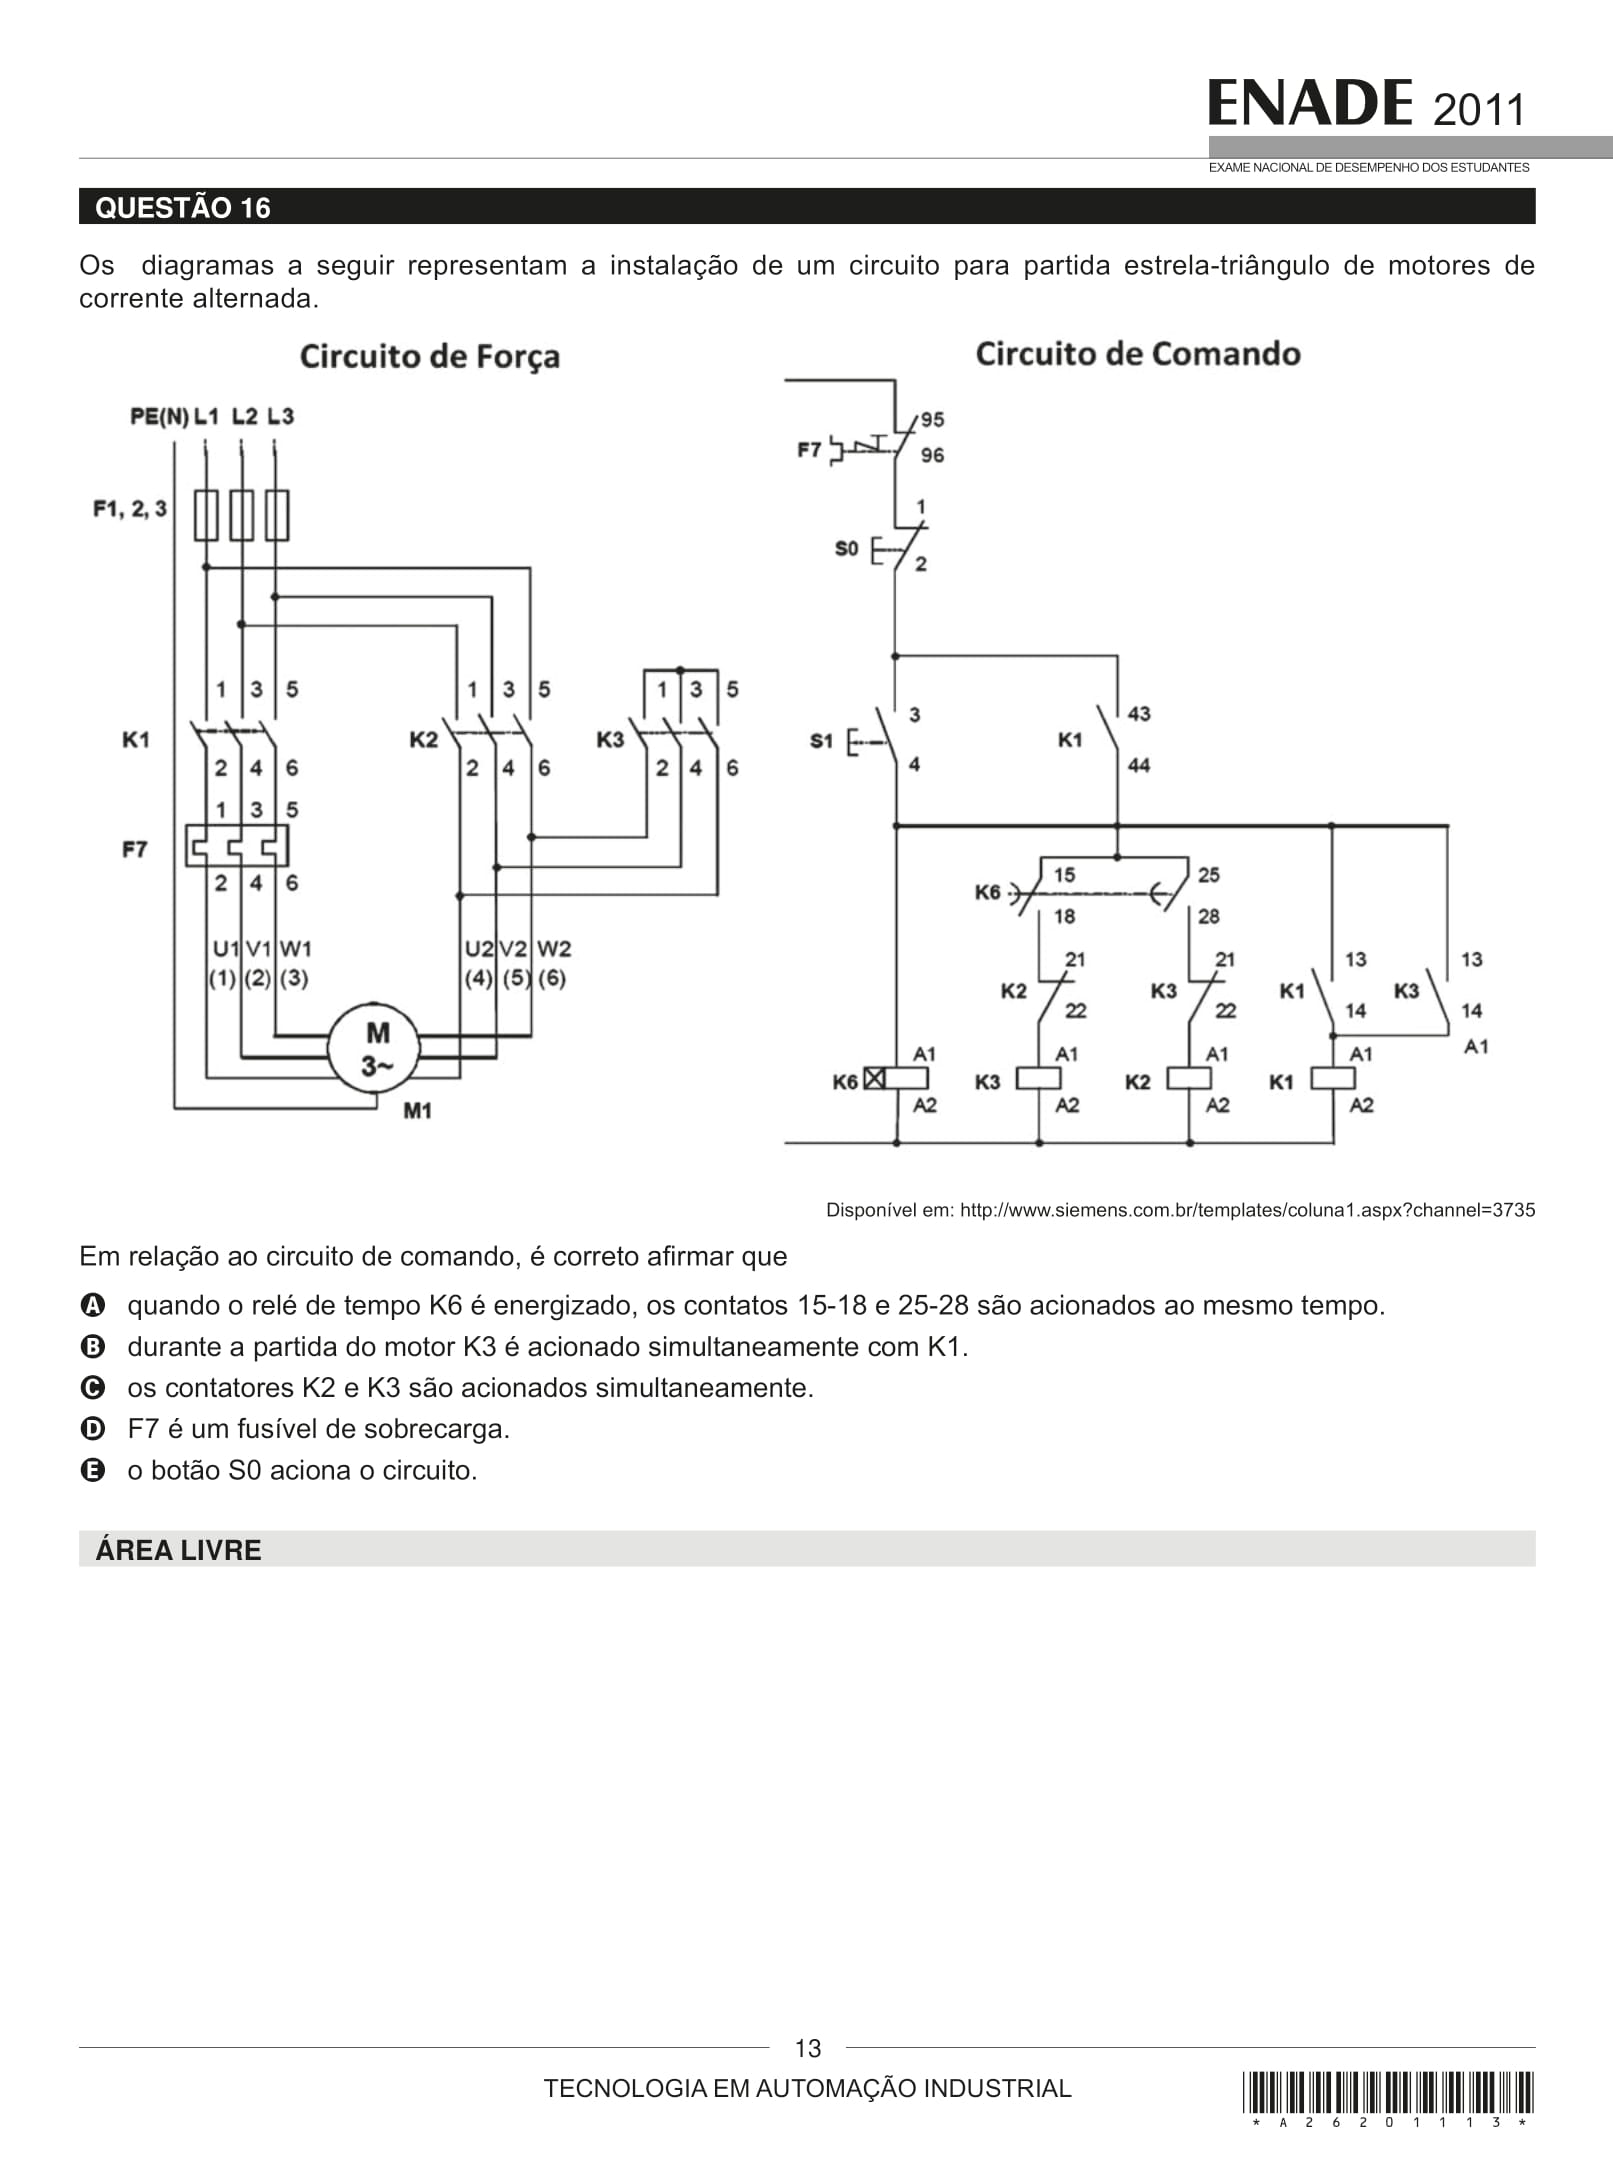 ENADE 2011
EXAME NACIONAL DE DESEMPENHO DOS ESTUDANTES
QUESTÃO 16
Os diagramas a seguir representam a instalação de um circuito para partida estrela-triângulo de motores de
corrente alternada.
Circuito de Força
PE(N) L1 L2 L3
F1, 2, 3
1 3 5
1 3 5
1 3 5
K1
K2
K3
2 4 6
2 4 6
2 4 6
1 3 5
F7
2 4 6
U1 V1 W1
(1) (2) (3)
U2 V2 W2
(4) (5) (6)
M
3~
M1
Circuito de Comando
95
F7
96
1
S0
2
3
S1
4
43
K1
44
15
K6
18
25
28
21
K2
22
21
K3
22
13
K1
14
13
K3
14
A1
A1
K6
A2
A1
K3
A2
A1
K2
A2
A1
K1
A2
Disponível em: http://www.siemens.com.br/templates/coluna1.aspx?channel=3735
Em relação ao circuito de comando, é correto afirmar que
A quando o relé de tempo K6 é energizado, os contatos 15-18 e 25-28 são acionados ao mesmo tempo.
B durante a partida do motor K3 é acionado simultaneamente com K1.
C os contatores K2 e K3 são acionados simultaneamente.
D F7 é um fusível de sobrecarga.
E o botão S0 aciona o circuito.
ÁREA LIVRE
13
TECNOLOGIA EM AUTOMAÇÃO INDUSTRIAL
* A 2 6 2 0 1 1 1 3 *